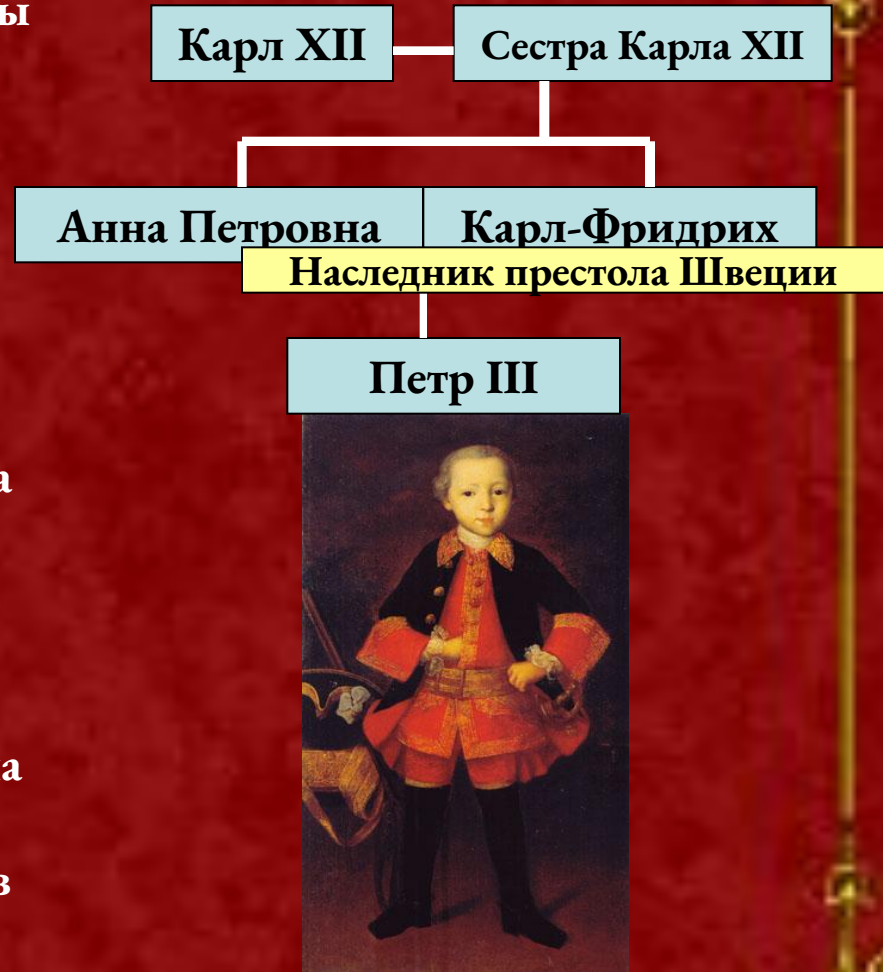 ы
Карл XII
Сестра Карла XII
Анна Петровна
Карл-Фридрих
Наследник престола Швеции
Петр III
а
а
в